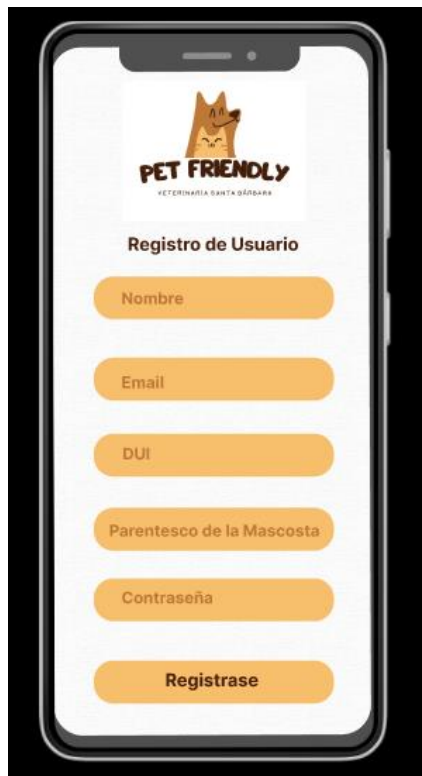 PET FRIENDLY
VETERINARIA SANTA BÁRBARA
Registro de Usuario
Nombre
Email
DUI
Parentesco de la Mascosta
Contraseña
Registrase